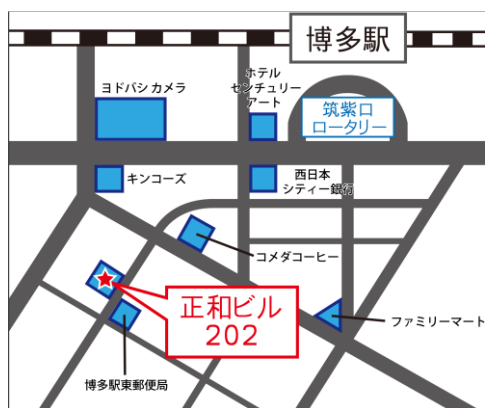 博多駅
ヨドバシカメラ
ホテル
センチュリー
アート
筑紫口
ロータリー
キンコーズ
西日本
シティー銀行
コメダコーヒー
正和ビル
202
ファミリーマート
博多駅東郵便局